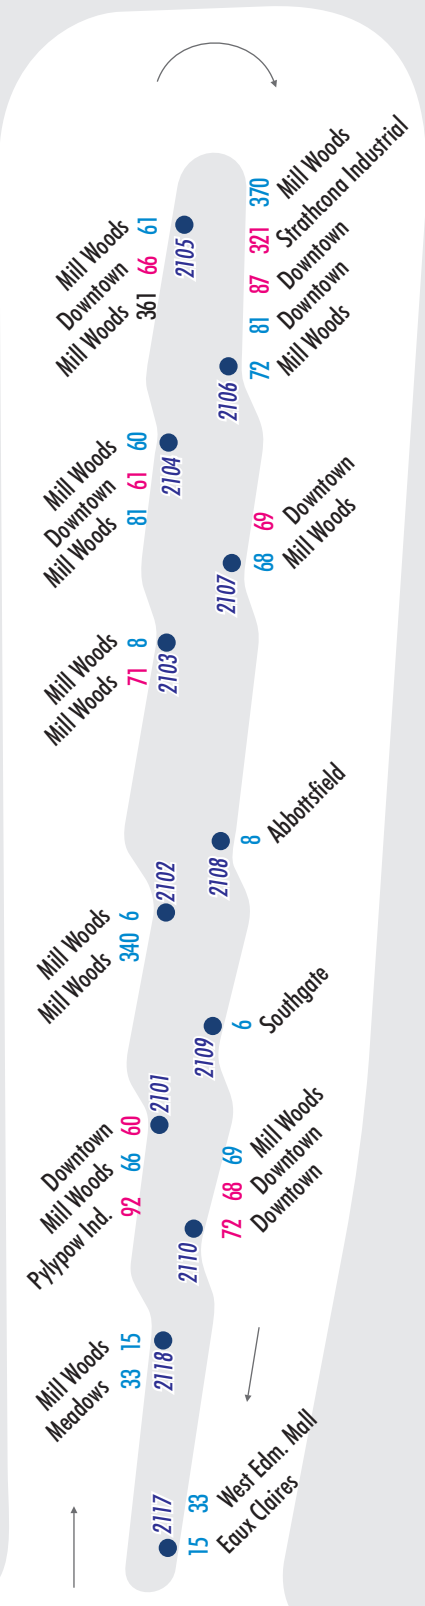 370 Mill Woods
321 Strathcona Industrial
87 Downtown
81 Downtown
72 Mill Woods
2106
Mill Woods 61
Downtown 66
Mill Woods 361
2105
Mill Woods 60
Downtown 61
Mill Woods 81
2104
69 Downtown
68 Mill Woods
2107
Mill Woods 8
Mill Woods 71
2103
8 Abbottsfield
2108
2102
Mill Woods 6
Mill Woods 340
6 Southgate
2109
2101
Downtown 60
Mill Woods 66
Pylypow Ind. 92
69 Mill Woods
68 Downtown
72 Downtown
2110
Mill Woods 15
Meadows 33
2118
2117
33 West Edm. Mall
15 Eaux Claires